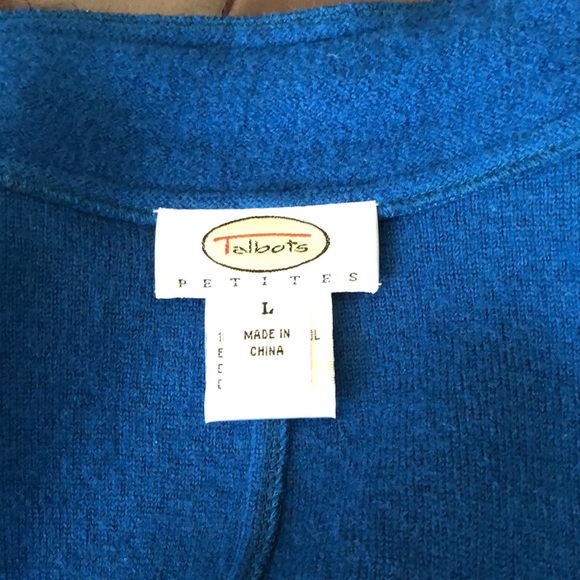 Talbots
PETITES
L
MADE IN
CHINA